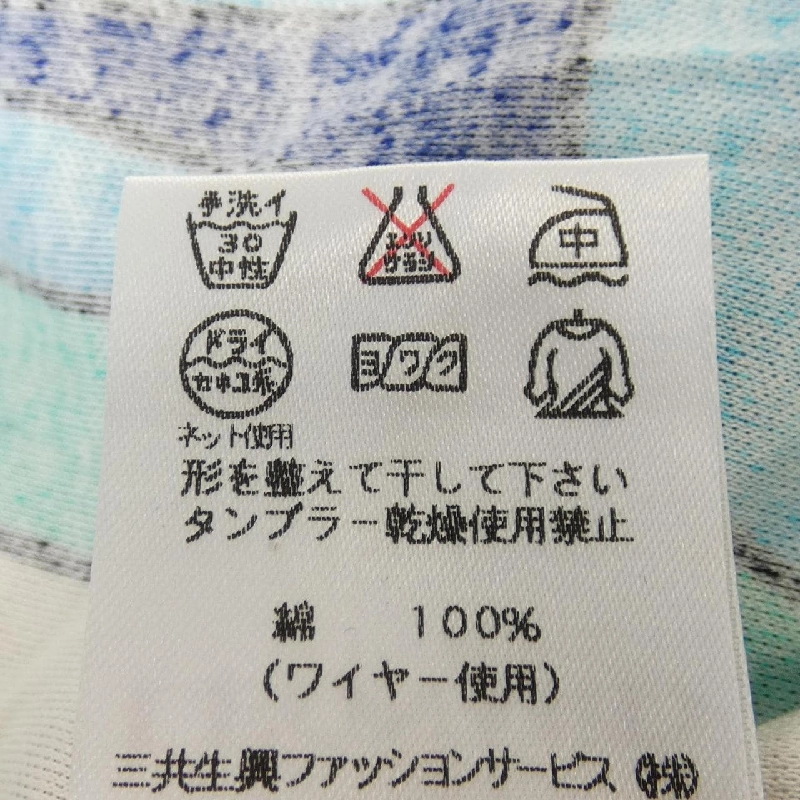 手洗イ
30
中性
エンソ
サラシ
中
ドライ
セキユ系
ヨワク
ネット使用
形を整えて干して下さい
タンブラー乾燥使用禁止
綿 100%
(ワイヤー使用)
三共生興ファッションサービス (株)